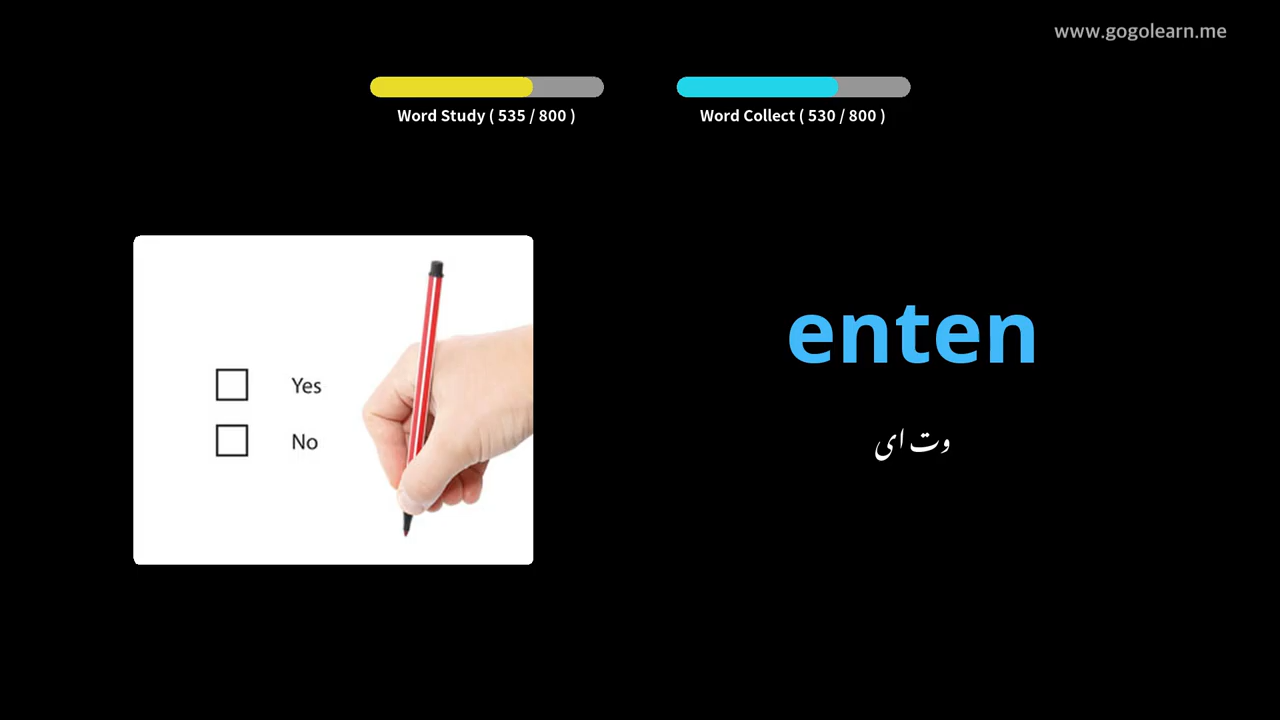 www.gogolearn.me
Word Study ( 535 / 800 )
Word Collect ( 530 / 800 )
enten
وت ای
Yes
No